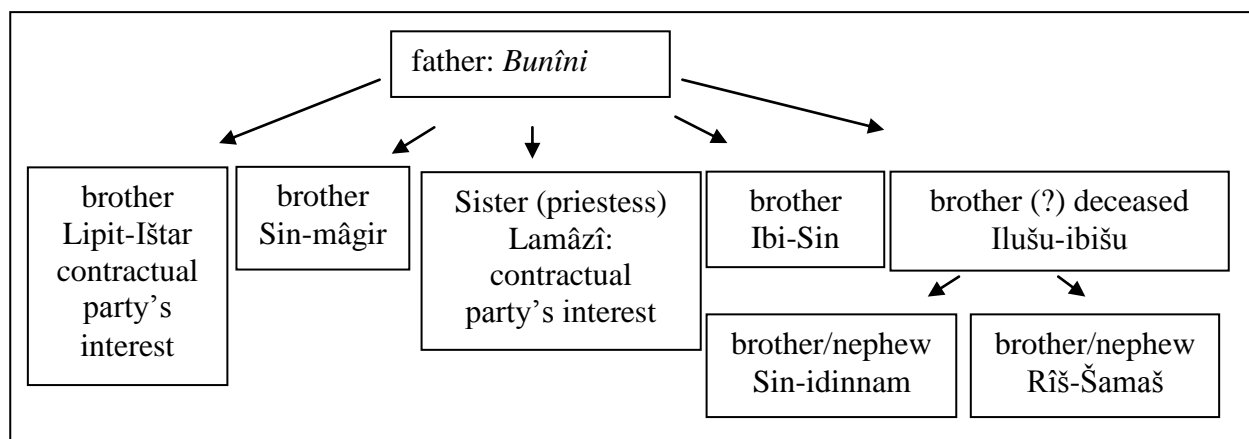 father: Bunîni
brother
Lipit-Ištar
contractual
party’s
interest
brother
Sin-mâgir
Sister (priestess)
Lamâzî:
contractual
party’s interest
brother
Ibi-Sin
brother (?) deceased
Ilušu-ibišu
brother/nephew
Sin-idinnam
brother/nephew
Rîš-Šamaš